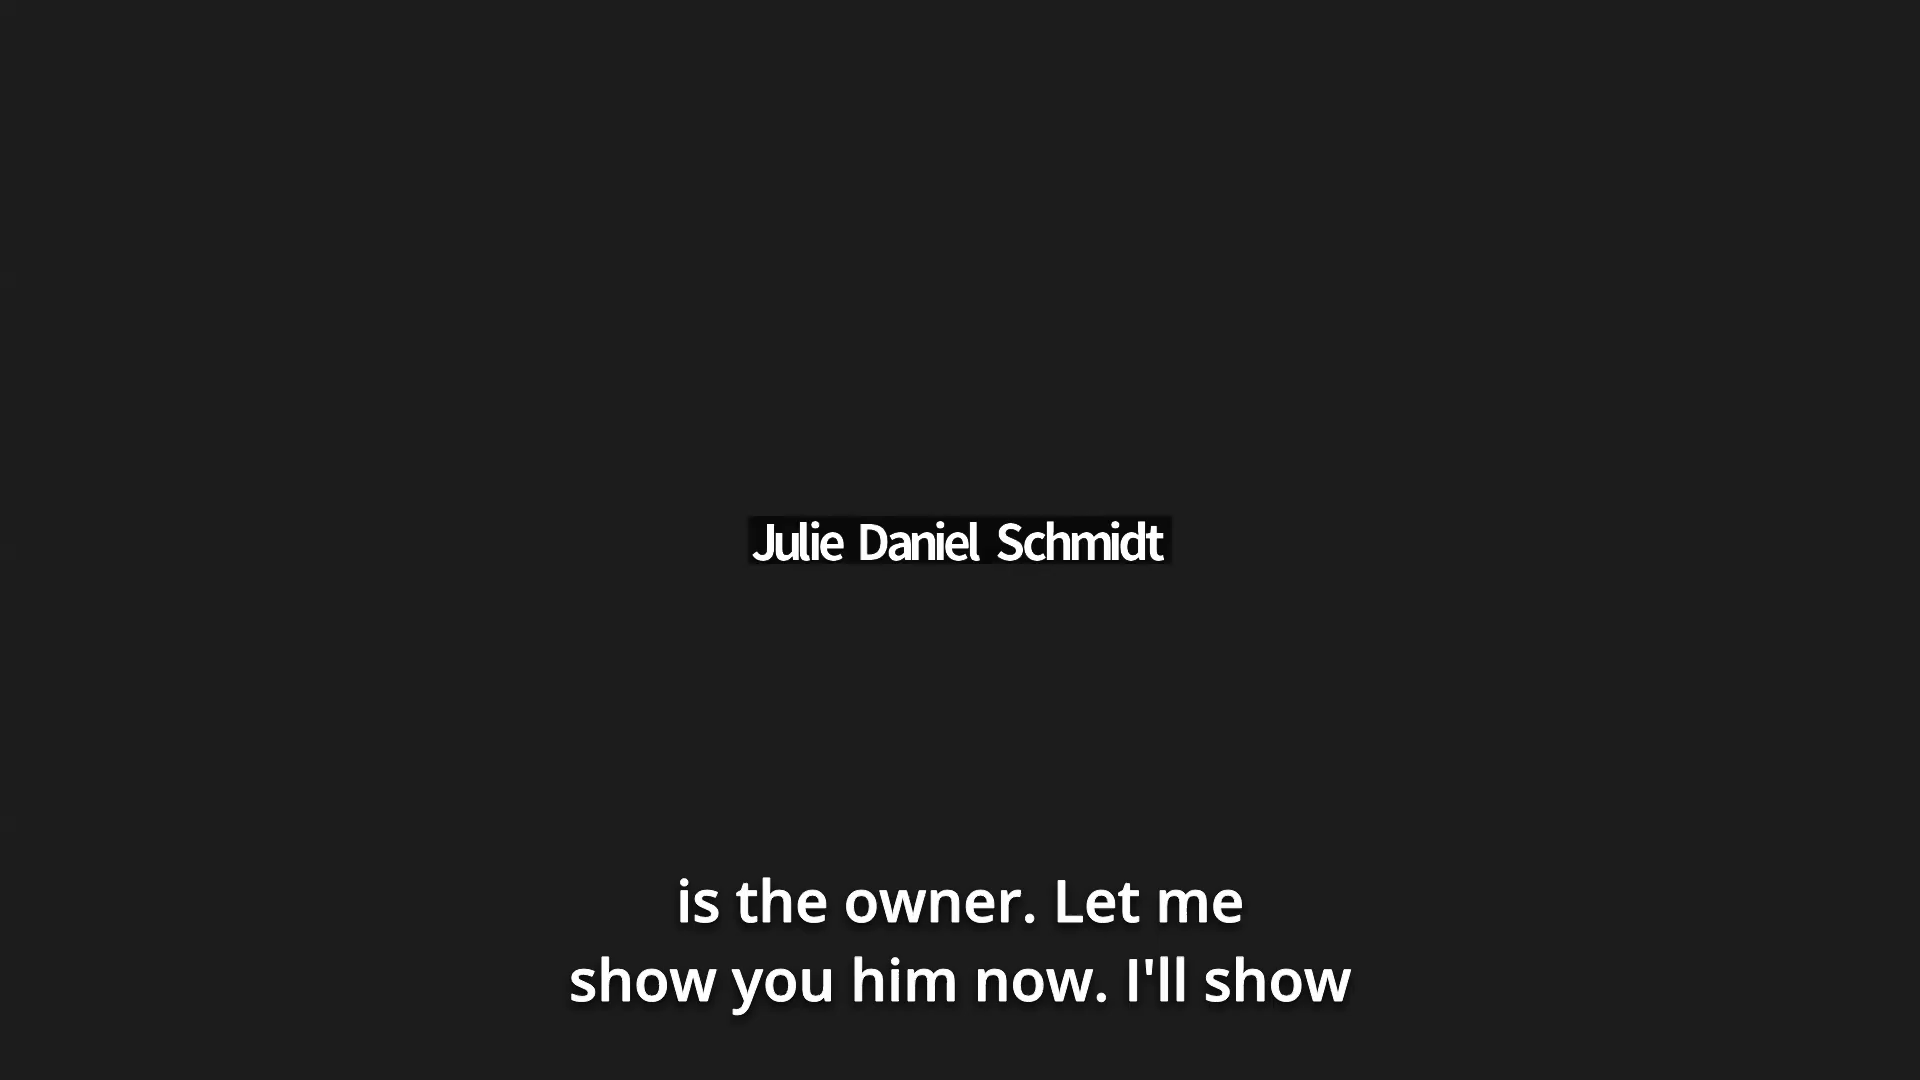 Julie Daniel Schmidt
is the owner. Let me
show you him now. I'll show